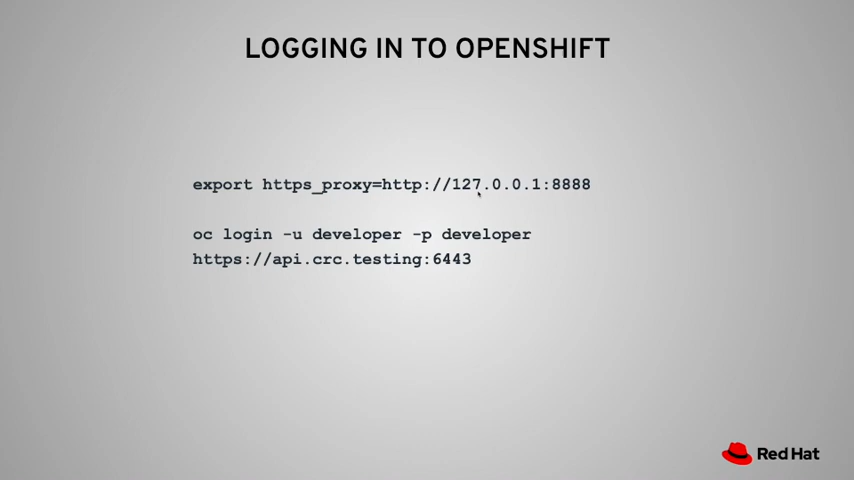 LOGGING IN TO OPENSHIFT
export https_proxy=http://127.0.0.1:8888
oc login -u developer -p developer
https://api.crc.testing:6443
Red Hat